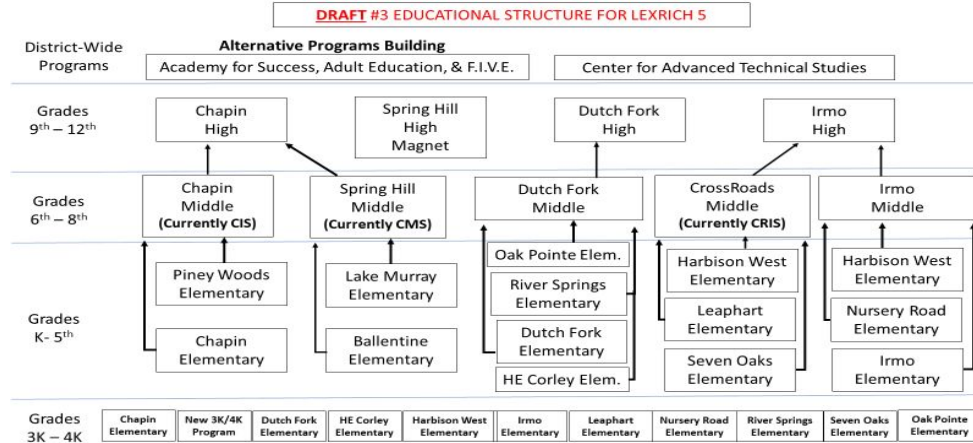 DRAFT #3 EDUCATIONAL STRUCTURE FOR LEXRICH 5
District-Wide
Programs
Alternative Programs Building
Academy for Success, Adult Education, & F.I.V.E.
Center for Advanced Technical Studies
Grades
9th – 12th
Chapin
High
Spring Hill
High
Magnet
Dutch Fork
High
Irmo
High
Grades
6th – 8th
Chapin
Middle
(Currently CIS)
Spring Hill
Middle
(Currently CMS)
Dutch Fork
Middle
CrossRoads
Middle
(Currently CRIS)
Irmo
Middle
Grades
K- 5th
Piney Woods
Elementary
Chapin
Elementary
Lake Murray
Elementary
Ballentine
Elementary
Oak Pointe Elem.
River Springs
Elementary
Dutch Fork
Elementary
HE Corley Elem.
Harbison West
Elementary
Leaphart
Elementary
Seven Oaks
Elementary
Harbison West
Elementary
Nursery Road
Elementary
Irmo
Elementary
Grades
3K – 4K
Chapin
Elementary
New 3K/4K
Program
Dutch Fork
Elementary
HE Corley
Elementary
Harbison West
Elementary
Irmo
Elementary
Leaphart
Elementary
Nursery Road
Elementary
River Springs
Elementary
Seven Oaks
Elementary
Oak Pointe
Elementary